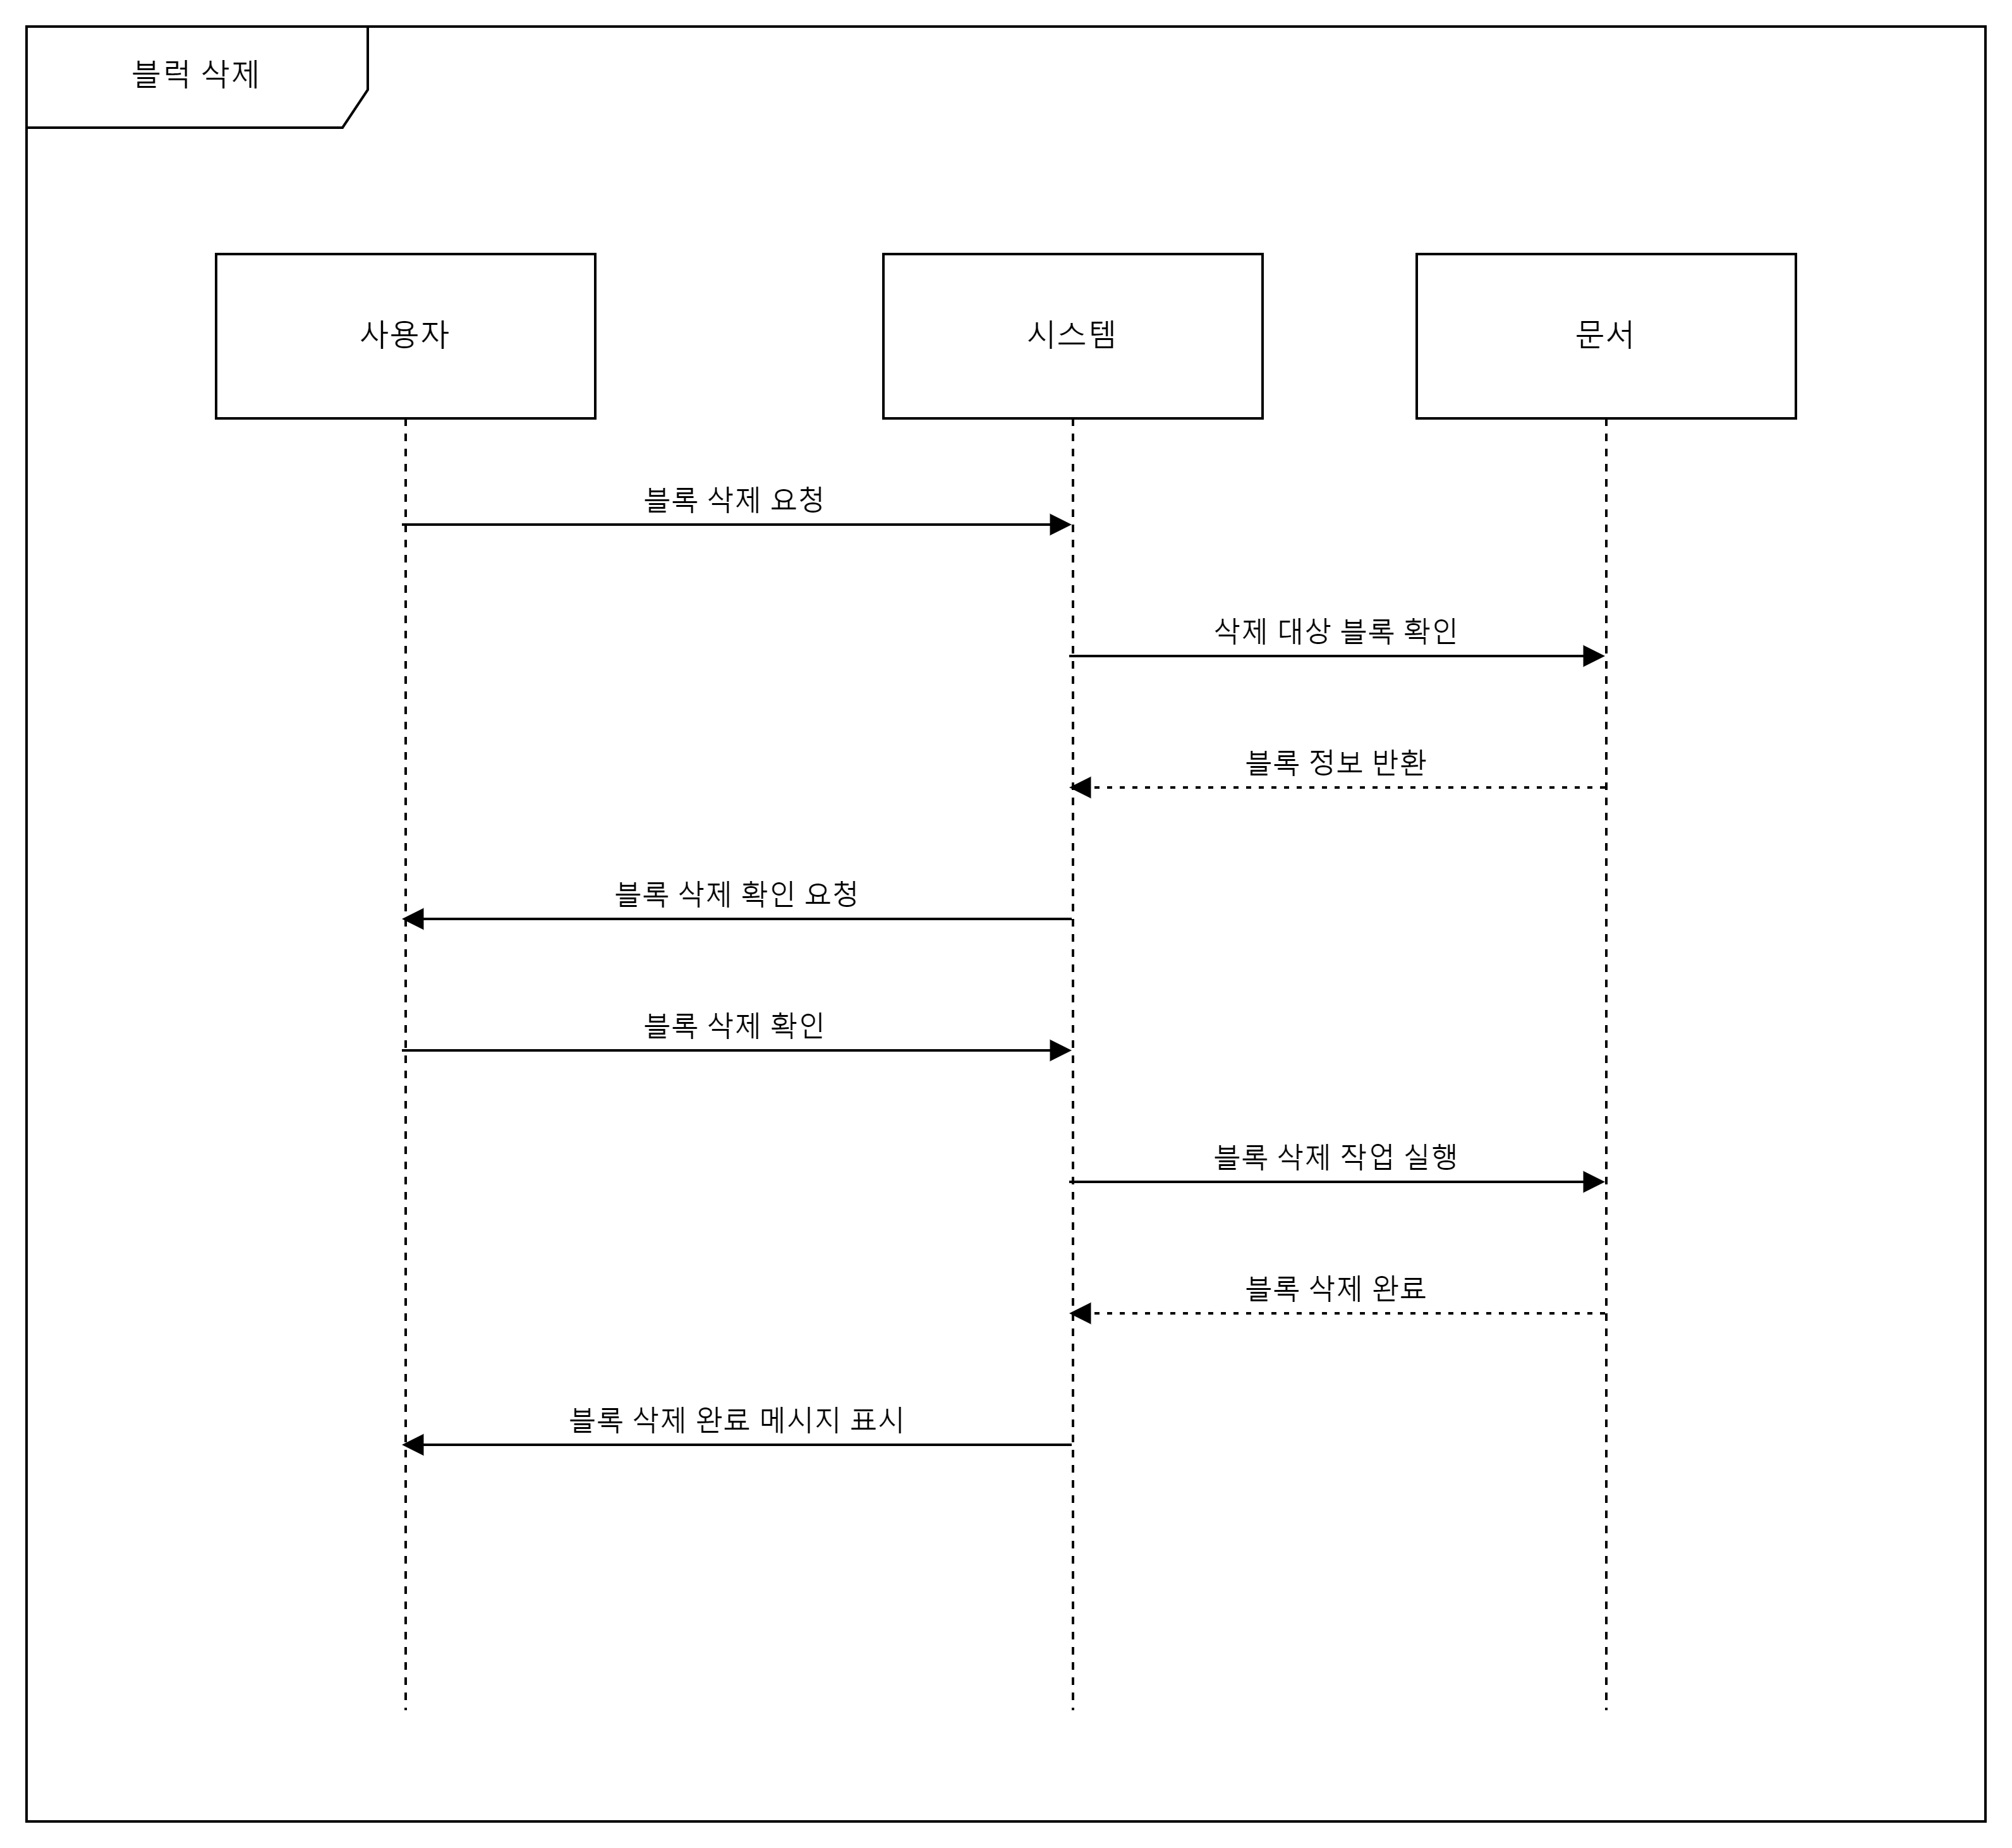 블럭 삭제
사용자
시스템
문서
블록 삭제 요청
삭제 대상 블록 확인
블록 정보 반환
블록 삭제 확인 요청
블록 삭제 확인
블록 삭제 작업 실행
블록 삭제 완료
블록 삭제 완료 메시지 표시